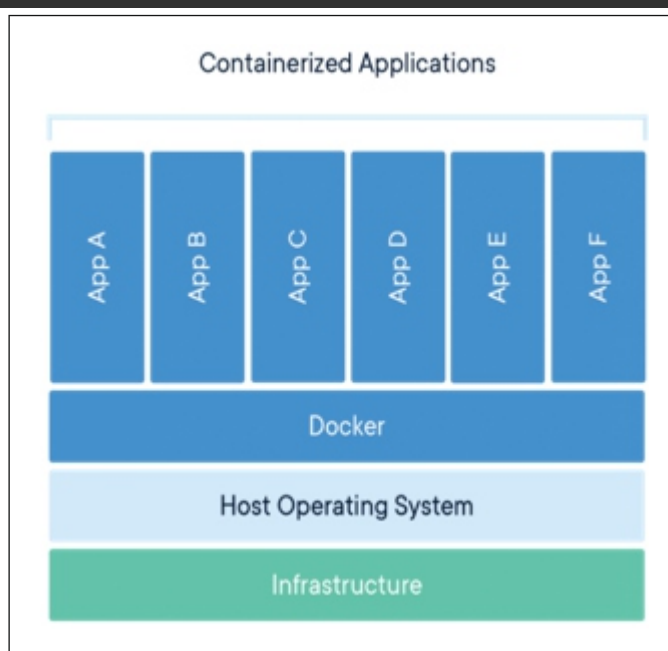 Containerized Applications
App A
App B
App C
App D
App E
App F
Docker
Host Operating System
Infrastructure